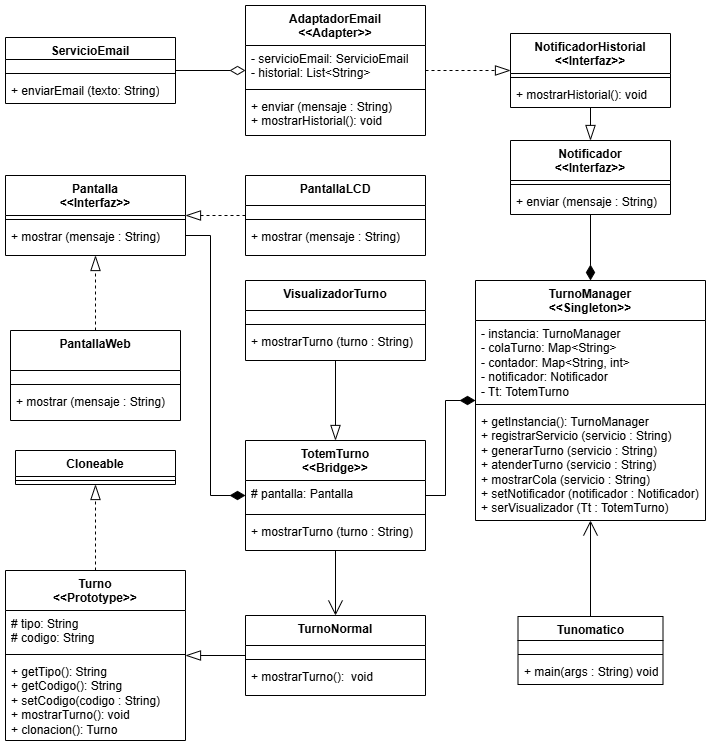 ServicioEmail
+ enviarEmail (texto: String)
AdaptadorEmail
<<Adapter>>
- servicioEmail: ServicioEmail
- historial: List<String>
+ enviar (mensaje : String)
+ mostrarHistorial(): void
NotificadorHistorial
<<Interfaz>>
+ mostrarHistorial(): void
Notificador
<<Interfaz>>
+ enviar (mensaje : String)
Pantalla
<<Interfaz>>
+ mostrar (mensaje : String)
PantallaLCD
+ mostrar (mensaje : String)
VisualizadorTurno
+ mostrarTurno (turno : String)
PantallaWeb
+ mostrar (mensaje : String)
TurnoManager
<<Singleton>>
- instancia: TurnoManager
- colaTurno: Map<String>
- contador: Map<String, int>
- notificador: Notificador
- Tt: TotemTurno
+ getInstancia(): TurnoManager
+ registrarServicio (servicio : String)
+ generarTurno (servicio : String)
+ atenderTurno (servicio : String)
+ mostrarCola (servicio : String)
+ setNotificador (notificador : Notificador)
+ serVisualizador (Tt : TotemTurno)
TotemTurno
<<Bridge>>
# pantalla: Pantalla
+ mostrarTurno (turno : String)
Cloneable
Turno
<<Prototype>>
# tipo: String
# codigo: String
+ getTipo(): String
+ getCodigo(): String
+ setCodigo(codigo : String)
+ mostrarTurno(): void
+ clonacion(): Turno
TurnoNormal
+ mostrarTurno():  void
Tunomatico
+ main(args : String) void